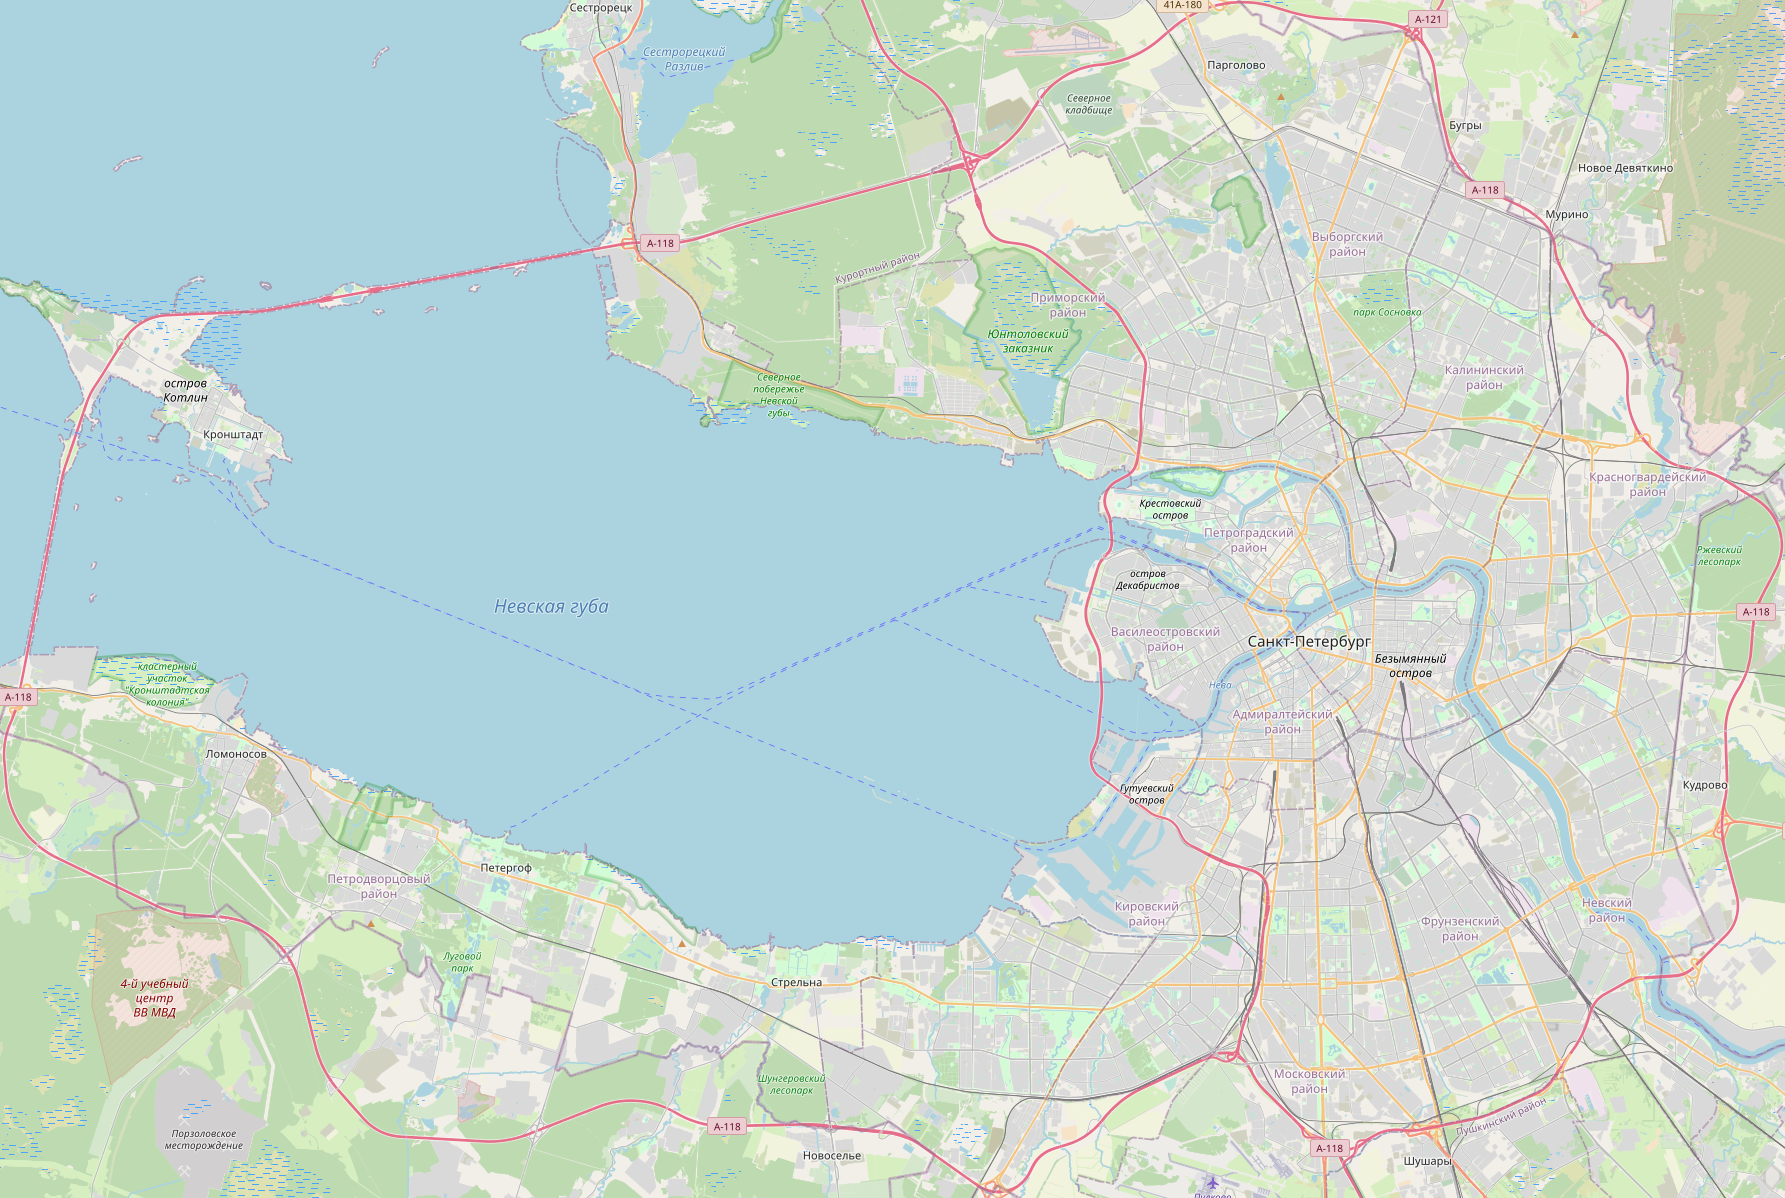 Сестрорецк
41А-180
А-121
Сестрорецкий
Разлив
Парголово
Северное
кладбище
Бугры
Новое Девяткино
А-118
Мурино
А-118
Выборгский
район
Курортный район
Приморский
район
парк Сосновка
Юнтоловский
заказник
Калининский
район
остров
Котлин
Северное
побережье
Невской
губы
Кронштадт
Красногвардейский
район
Крестовский
остров
Петроградский
район
Ржевский
лесопарк
остров
Декабристов
Невская губа
А-118
Василеостровский
район
Санкт-Петербург
Безымянный
остров
кластерный
участок
"Кронштадтская
колония"
А-118
Нева
Адмиралтейский
район
Ломоносов
Гутуевский
остров
Кудрово
Петергоф
Петродворцовый
район
Кировский
район
Фрунзенский
район
Невский
район
Луговой
парк
4-й учебный
центр
ВВ МВД
Стрельна
Шунгеровский
лесопарк
Московский
район
Пушкинский район
А-118
Порзоловское
месторождение
Новоселье
А-118
Шушары